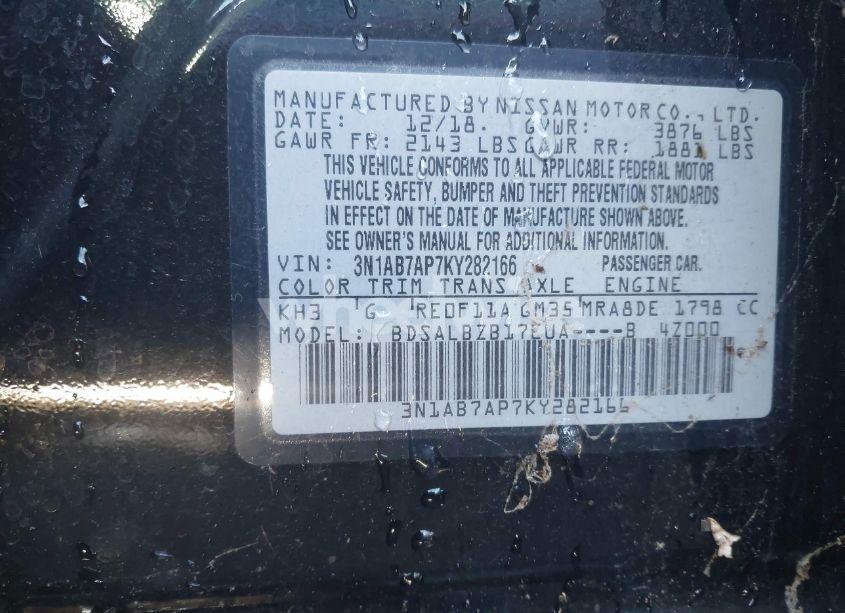 MANUFACTURED BY NISSAN MOTOR CO., LTD.
DATE: 12/18. GVWR: 3876 LBS
GAWR FR: 2143 LBS GAWR RR: 1881 LBS
THIS VEHICLE CONFORMS TO ALL APPLICABLE FEDERAL MOTOR
VEHICLE SAFETY, BUMPER AND THEFT PREVENTION STANDARDS
IN EFFECT ON THE DATE OF MANUFACTURE SHOWN ABOVE.
SEE OWNER'S MANUAL FOR ADDITIONAL INFORMATION.
VIN: 3N1AB7AP7KY282166 PASSENGER CAR.
COLOR TRIM TRANS AXLE ENGINE
KH3 G RE0F11A GM35 MRA8DE 1798 CC
MODEL: BDSALBZB17EUA----B 4Z000
3N1AB7AP7KY282166